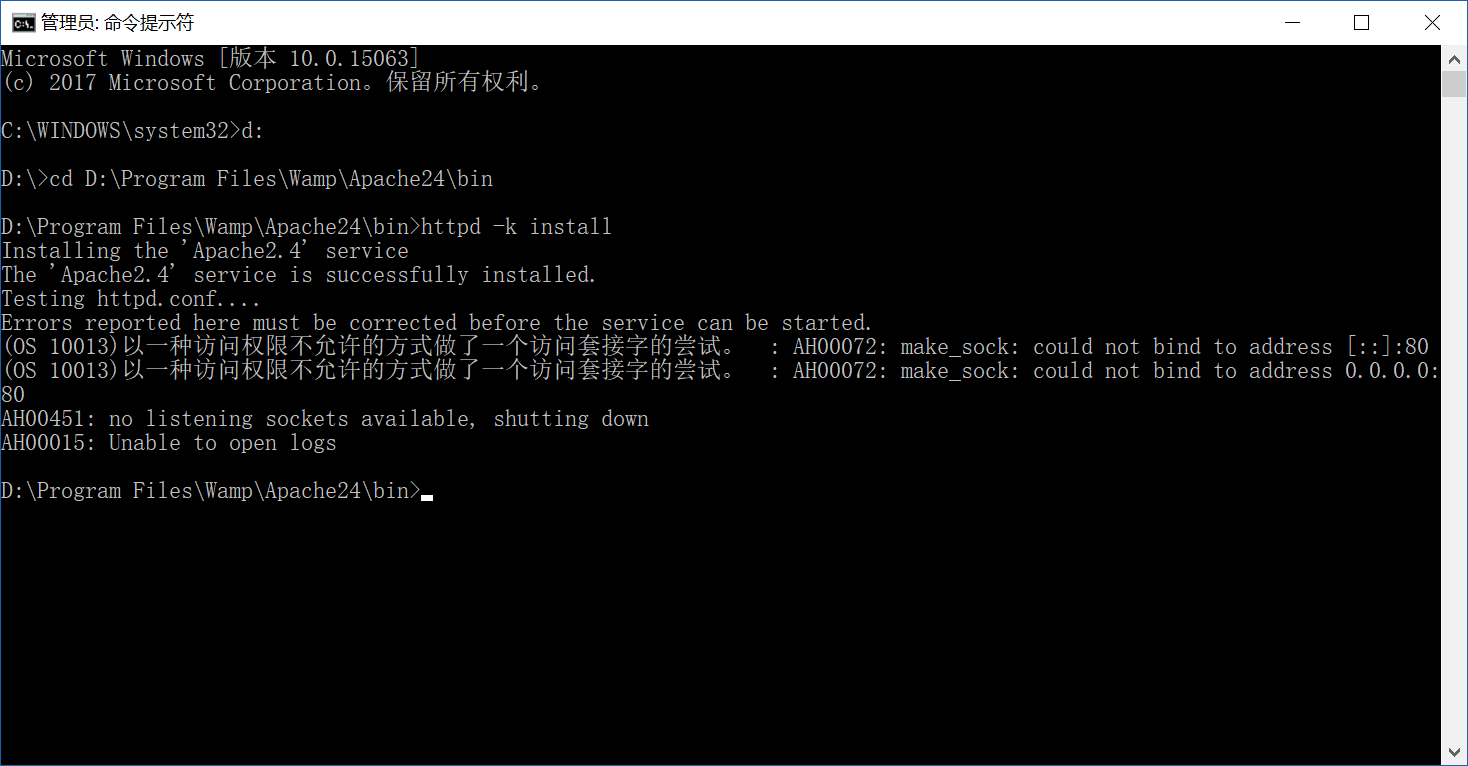 管理员: 命令提示符
Microsoft Windows [版本 10.0.15063]
(c) 2017 Microsoft Corporation。保留所有权利。
C:\WINDOWS\system32>d:
D:\>cd D:\Program Files\Wamp\Apache24\bin
D:\Program Files\Wamp\Apache24\bin>httpd -k install
Installing the 'Apache2.4' service
The 'Apache2.4' service is successfully installed.
Testing httpd.conf....
Errors reported here must be corrected before the service can be started.
(OS 10013)以一种访问权限不允许的方式做了一个访问套接字的尝试。  : AH00072: make_sock: could not bind to address [::]:80
(OS 10013)以一种访问权限不允许的方式做了一个访问套接字的尝试。  : AH00072: make_sock: could not bind to address 0.0.0.0:
80
AH00451: no listening sockets available, shutting down
AH00015: Unable to open logs
D:\Program Files\Wamp\Apache24\bin>